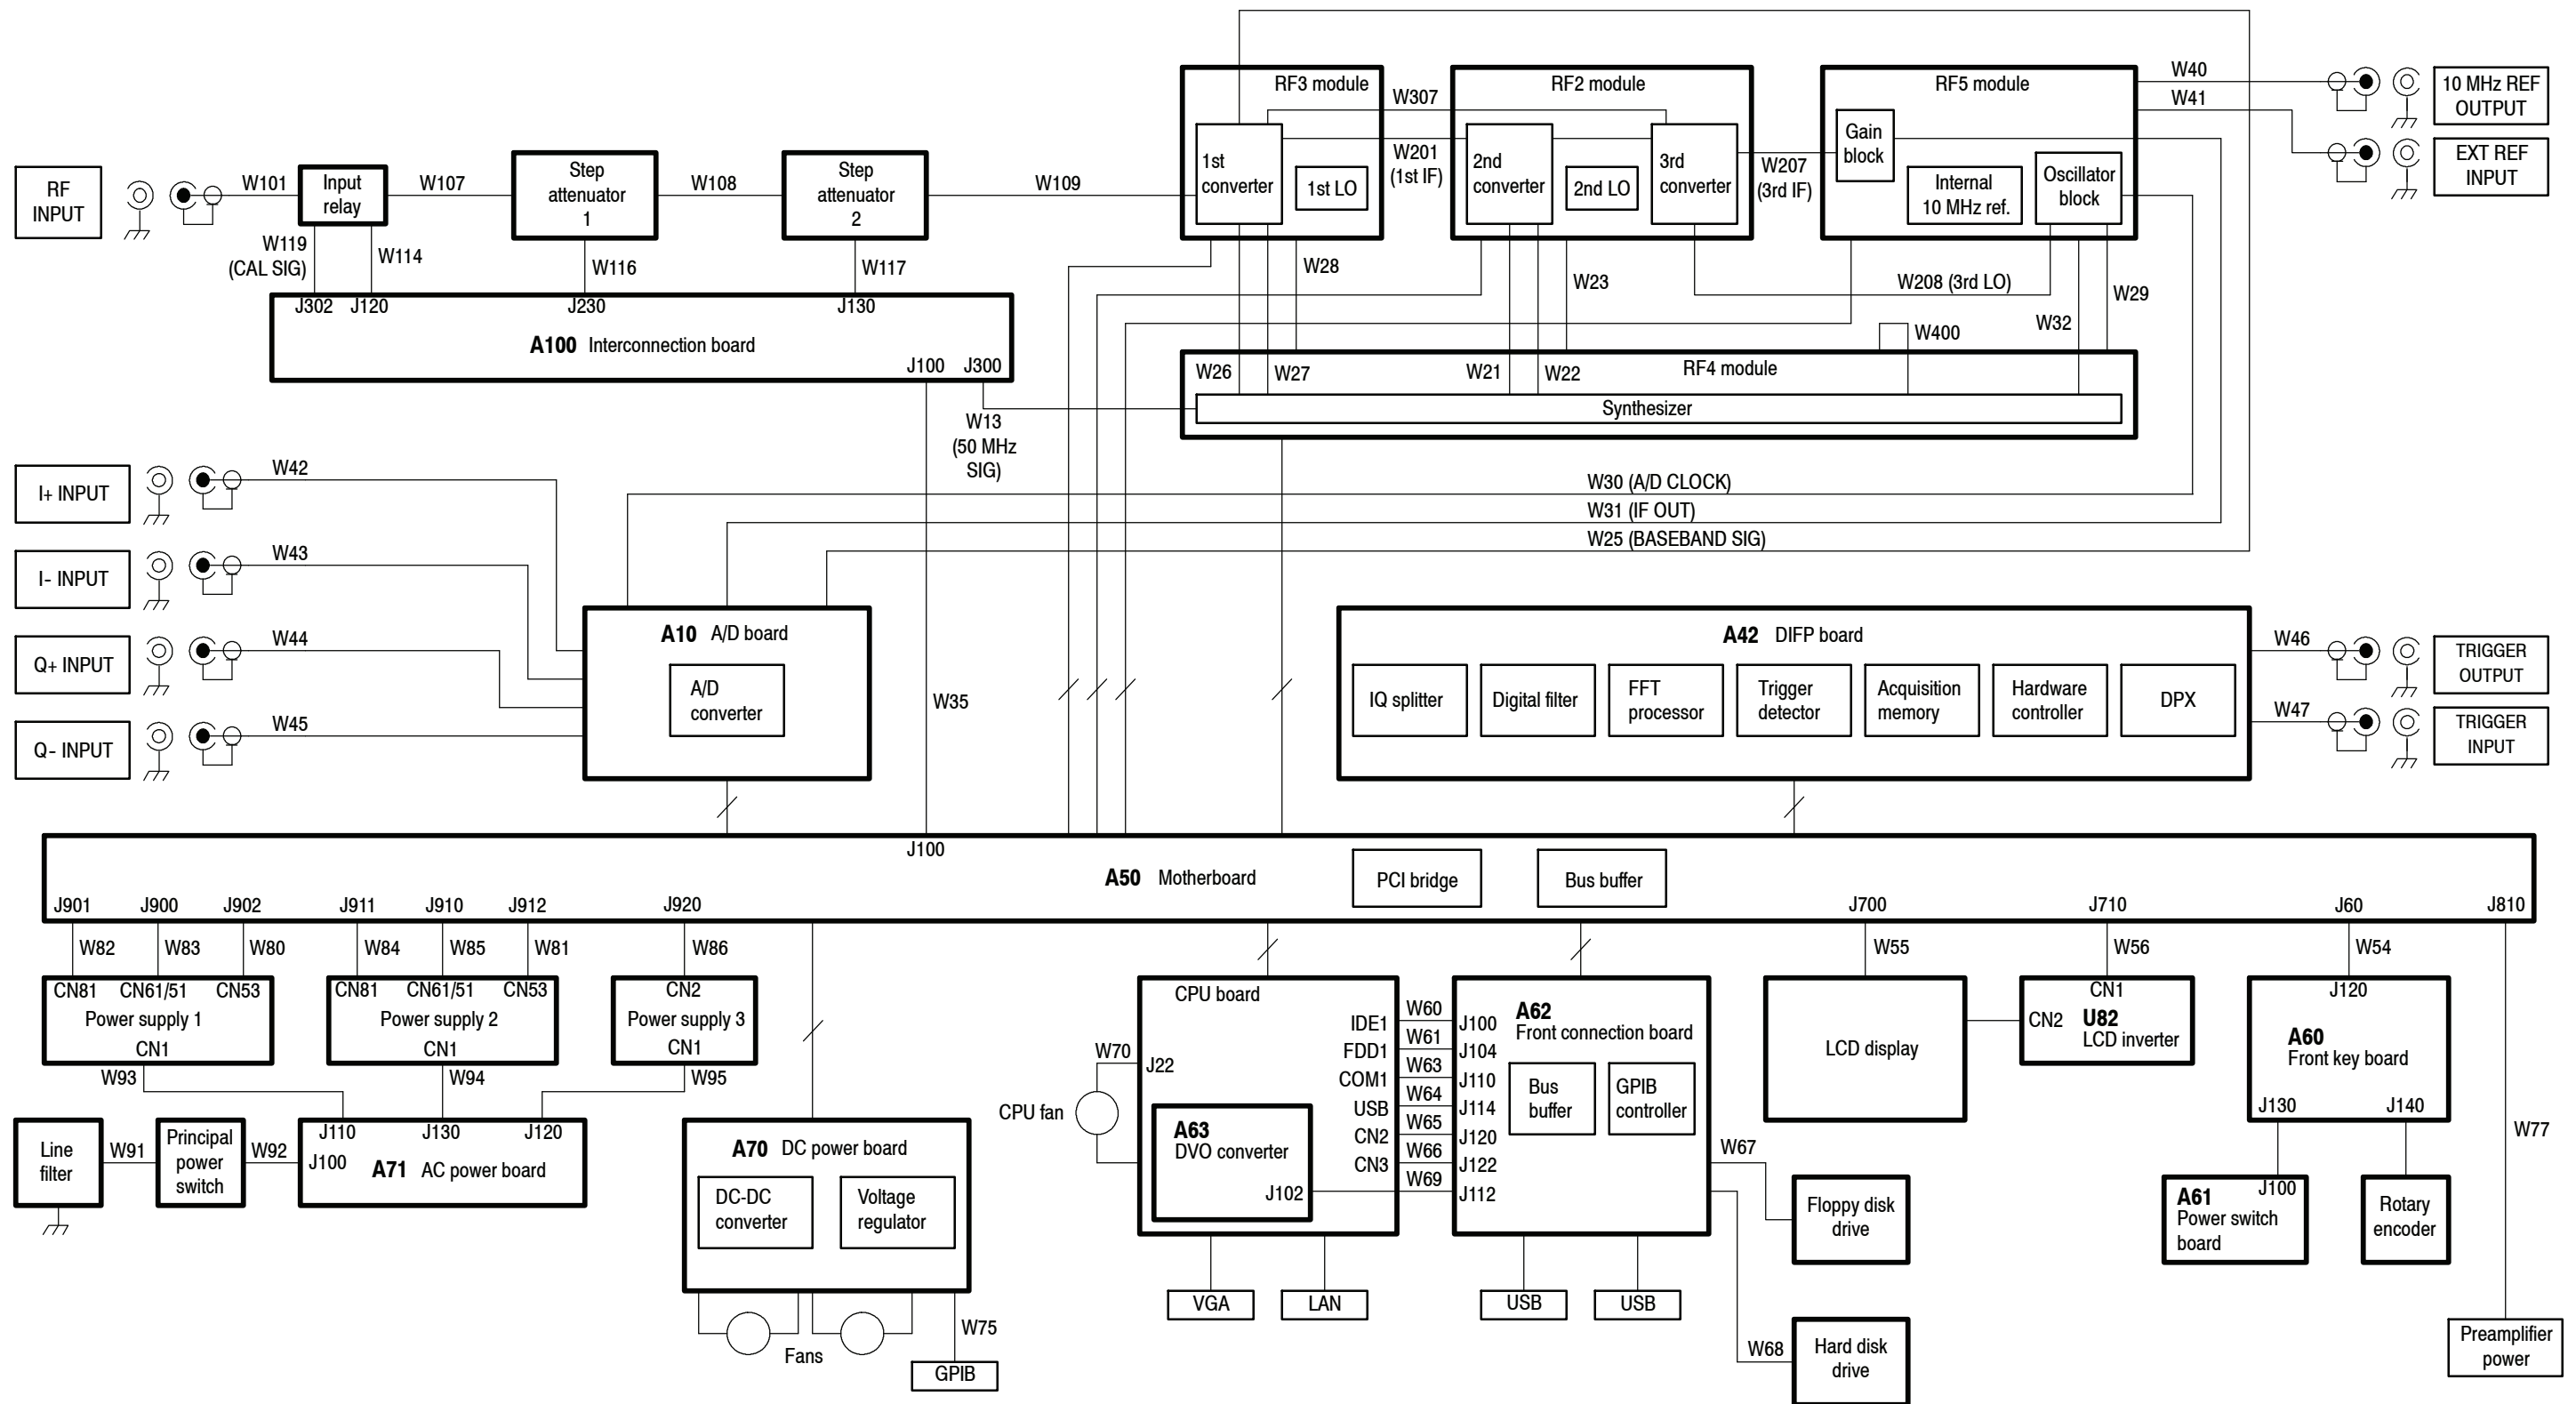 RF3 module
RF2 module
RF5 module
W307
W40
10 MHz REF
OUTPUT
W41
Gain
block
EXT REF
INPUT
1st
converter
1st LO
W201
(1st IF)
2nd
converter
2nd LO
3rd
converter
W207
(3rd IF)
Internal
10 MHz ref.
Oscillator
block
RF
INPUT
W101
Input
relay
W107
Step
attenuator
1
W108
Step
attenuator
2
W109
W119
(CAL SIG)
W114
W116
W117
W28
W23
W208 (3rd LO)
W29
W32
W400
J302
J120
J230
J130
A100 Interconnection board
J100
J300
W26
W27
W21
W22
RF4 module
Synthesizer
W13
(50 MHz
SIG)
I+ INPUT
W42
I- INPUT
W43
Q+ INPUT
W44
Q- INPUT
W45
W30 (A/D CLOCK)
W31 (IF OUT)
W25 (BASEBAND SIG)
A10 A/D board
A/D
converter
W35
A42 DIFP board
IQ splitter
Digital filter
FFT
processor
Trigger
detector
Acquisition
memory
Hardware
controller
DPX
W46
TRIGGER
OUTPUT
W47
TRIGGER
INPUT
J100
A50 Motherboard
PCI bridge
Bus buffer
J901
J900
J902
J911
J910
J912
J920
J700
J710
J60
J810
W82
W83
W80
W84
W85
W81
W86
W55
W56
W54
W77
CN81
CN61/51
CN53
Power supply 1
CN1
CN81
CN61/51
CN53
Power supply 2
CN1
CN2
Power supply 3
CN1
W93
W94
W95
Line
filter
W91
Principal
power
switch
W92
J110
J130
J120
J100
A71 AC power board
A70 DC power board
DC-DC
converter
Voltage
regulator
Fans
W75
GPIB
CPU board
W70
J22
CPU fan
IDE1
FDD1
COM1
USB
CN2
CN3
A63
DVO converter
J102
W60
W61
W63
W64
W65
W66
W69
A62
Front connection board
J100
J104
J110
J114
J120
J122
J112
Bus
buffer
GPIB
controller
VGA
LAN
USB
USB
W67
Floppy disk
drive
W68
Hard disk
drive
LCD display
CN1
CN2
U82
LCD inverter
J120
A60
Front key board
J130
J140
J100
A61
Power switch
board
Rotary
encoder
Preamplifier
power